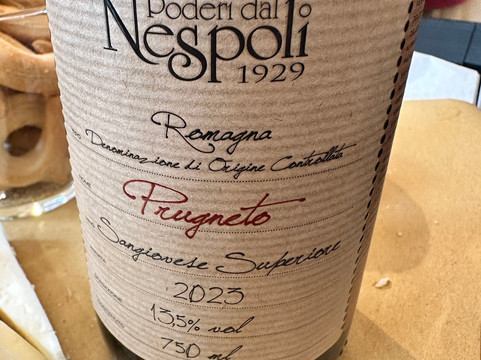 Poderi dal
Nespoli
1929
Romagna
Denominazione di Origine Controllata
Prugneto
Sangiovese Superiore
2023
13,5% vol
750 ml